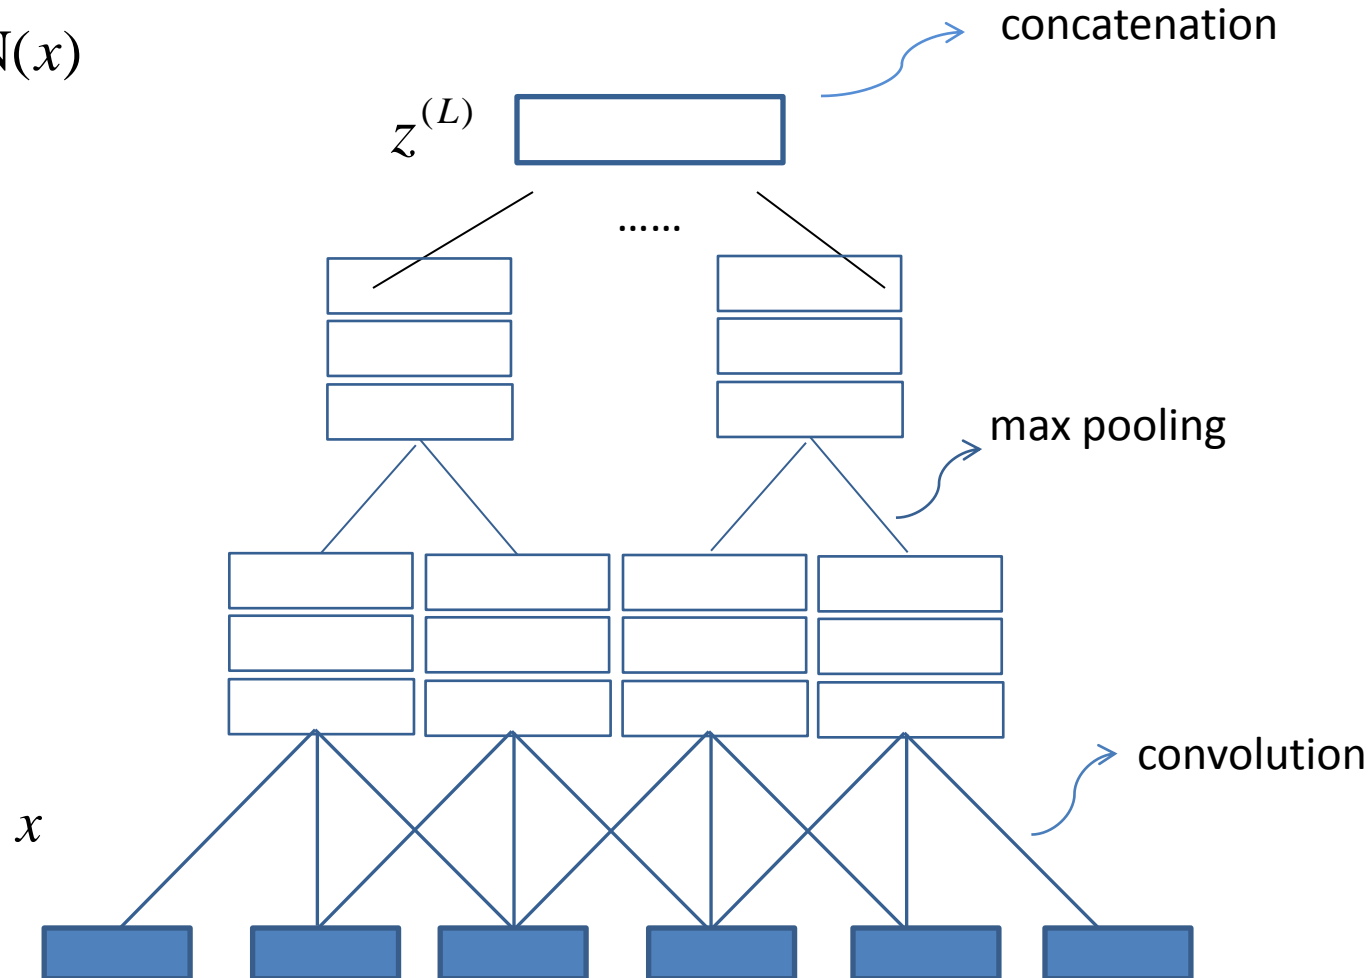 concatenation
N(x)
z^(L)
......
max pooling
convolution
x